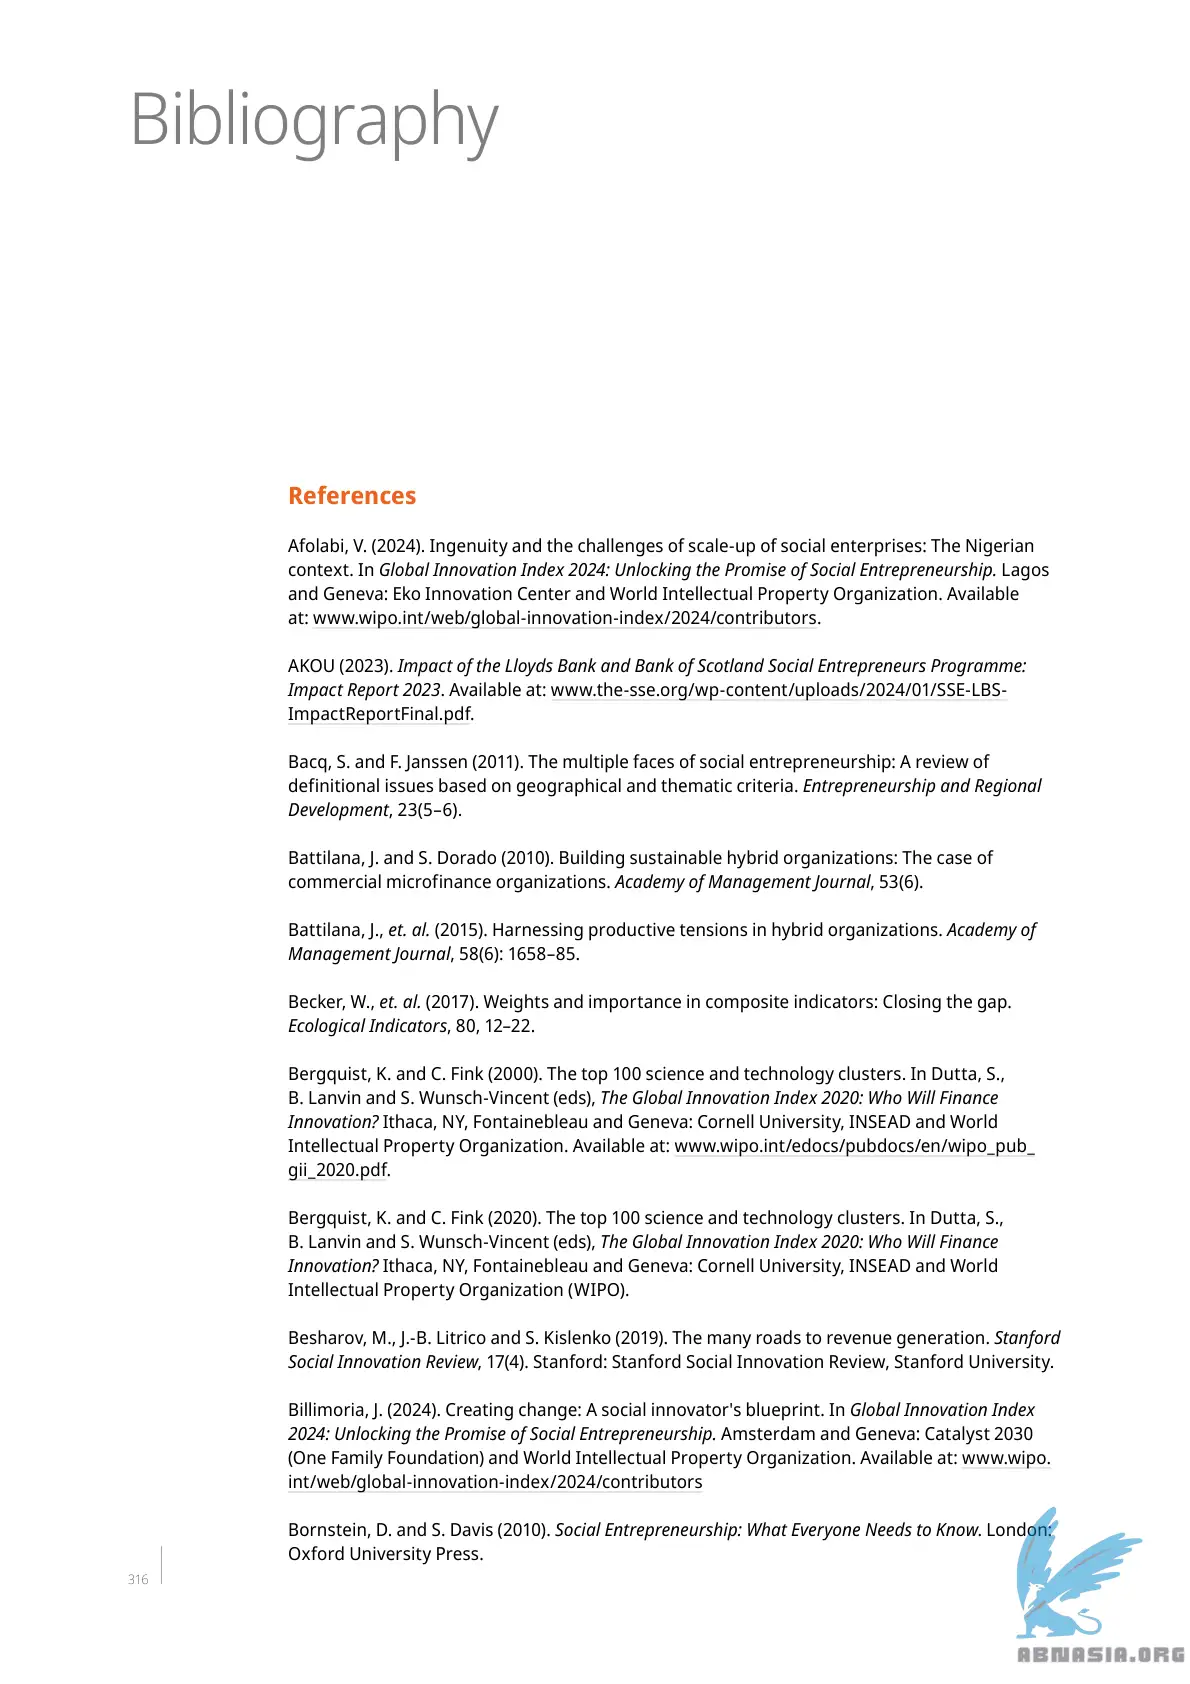 Bibliography
References
Afolabi, V. (2024). Ingenuity and the challenges of scale-up of social enterprises: The Nigerian
context. In Global Innovation Index 2024: Unlocking the Promise of Social Entrepreneurship. Lagos
and Geneva: Eko Innovation Center and World Intellectual Property Organization. Available
at: www.wipo.int/web/global-innovation-index/2024/contributors.
AKOU (2023). Impact of the Lloyds Bank and Bank of Scotland Social Entrepreneurs Programme:
Impact Report 2023. Available at: www.the-sse.org/wp-content/uploads/2024/01/SSE-LBS-
ImpactReportFinal.pdf.
Bacq, S. and F. Janssen (2011). The multiple faces of social entrepreneurship: A review of
definitional issues based on geographical and thematic criteria. Entrepreneurship and Regional
Development, 23(5–6).
Battilana, J. and S. Dorado (2010). Building sustainable hybrid organizations: The case of
commercial microfinance organizations. Academy of Management Journal, 53(6).
Battilana, J., et. al. (2015). Harnessing productive tensions in hybrid organizations. Academy of
Management Journal, 58(6): 1658–85.
Becker, W., et. al. (2017). Weights and importance in composite indicators: Closing the gap.
Ecological Indicators, 80, 12–22.
Bergquist, K. and C. Fink (2000). The top 100 science and technology clusters. In Dutta, S.,
B. Lanvin and S. Wunsch-Vincent (eds), The Global Innovation Index 2020: Who Will Finance
Innovation? Ithaca, NY, Fontainebleau and Geneva: Cornell University, INSEAD and World
Intellectual Property Organization. Available at: www.wipo.int/edocs/pubdocs/en/wipo_pub_
gii_2020.pdf.
Bergquist, K. and C. Fink (2020). The top 100 science and technology clusters. In Dutta, S.,
B. Lanvin and S. Wunsch-Vincent (eds), The Global Innovation Index 2020: Who Will Finance
Innovation? Ithaca, NY, Fontainebleau and Geneva: Cornell University, INSEAD and World
Intellectual Property Organization (WIPO).
Besharov, M., J.-B. Litrico and S. Kislenko (2019). The many roads to revenue generation. Stanford
Social Innovation Review, 17(4). Stanford: Stanford Social Innovation Review, Stanford University.
Billimoria, J. (2024). Creating change: A social innovator's blueprint. In Global Innovation Index
2024: Unlocking the Promise of Social Entrepreneurship. Amsterdam and Geneva: Catalyst 2030
(One Family Foundation) and World Intellectual Property Organization. Available at: www.wipo.
int/web/global-innovation-index/2024/contributors
Bornstein, D. and S. Davis (2010). Social Entrepreneurship: What Everyone Needs to Know. London:
Oxford University Press.
316
ABNASIA.ORG